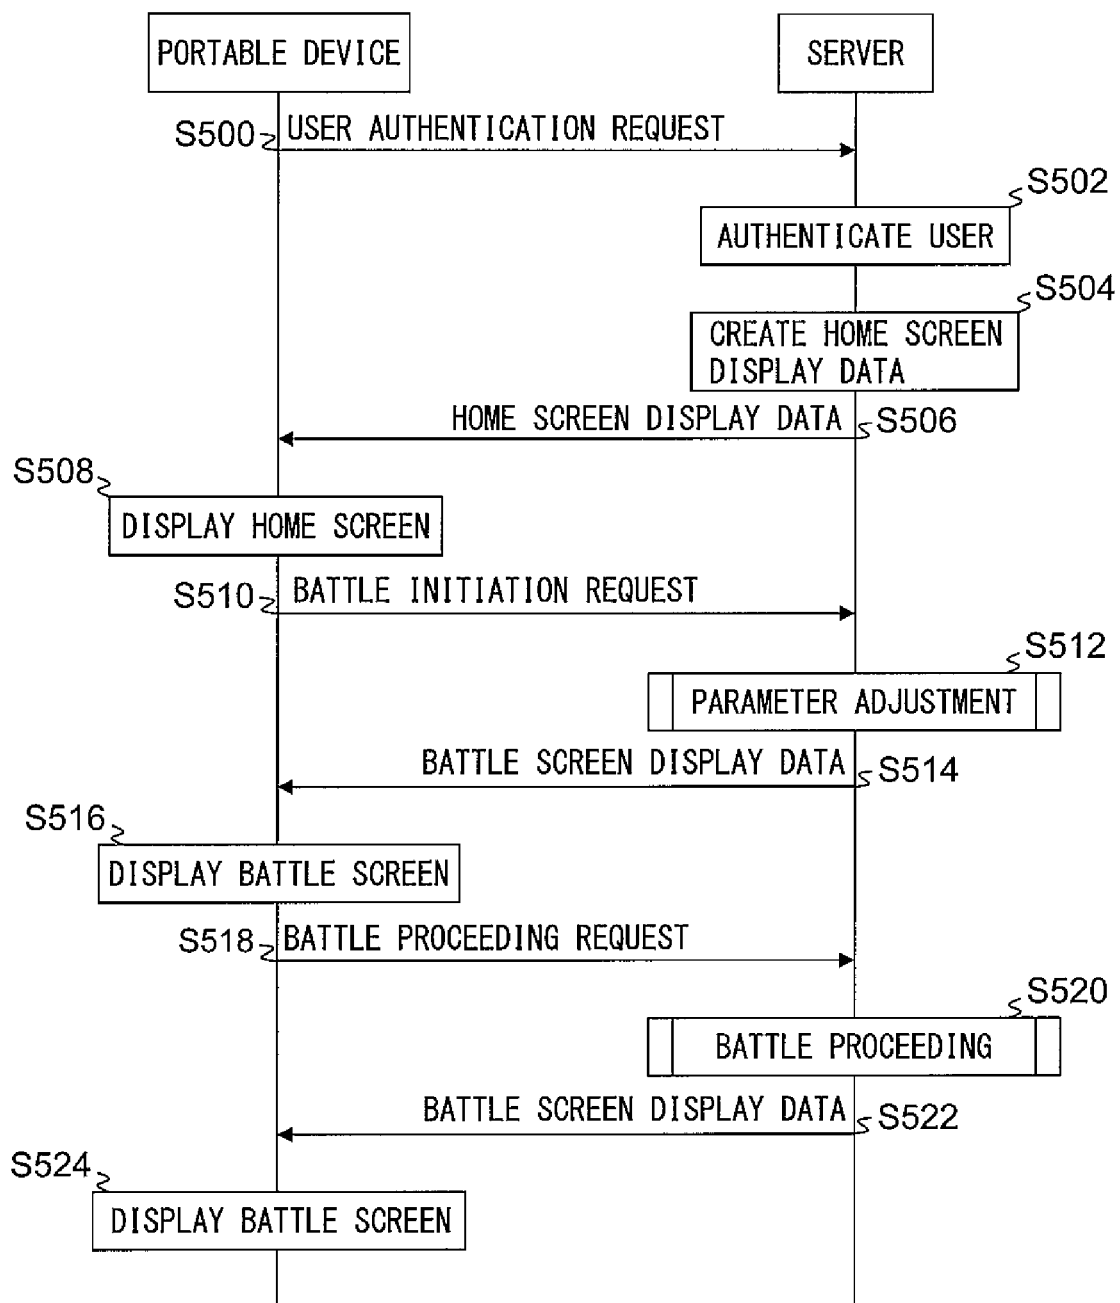 PORTABLE DEVICE
SERVER
S500
USER AUTHENTICATION REQUEST
S502
AUTHENTICATE USER
S504
CREATE HOME SCREEN
DISPLAY DATA
HOME SCREEN DISPLAY DATA
S506
S508
DISPLAY HOME SCREEN
S510
BATTLE INITIATION REQUEST
S512
PARAMETER ADJUSTMENT
BATTLE SCREEN DISPLAY DATA
S514
S516
DISPLAY BATTLE SCREEN
S518
BATTLE PROCEEDING REQUEST
S520
BATTLE PROCEEDING
BATTLE SCREEN DISPLAY DATA
S522
S524
DISPLAY BATTLE SCREEN